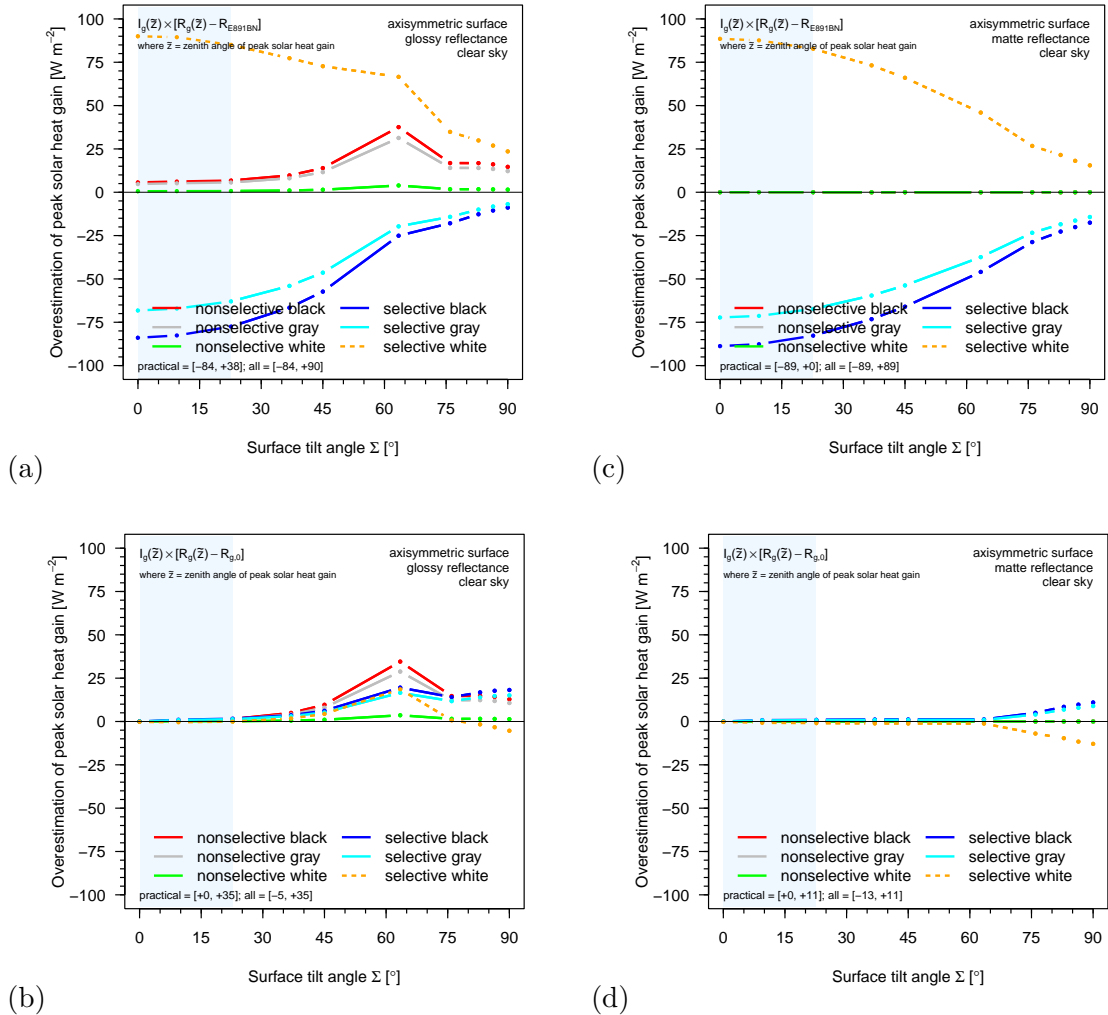 I_g(z̃)×[R_g(z̃)−R_E891BN]
where z̃ = zenith angle of peak solar heat gain
axisymmetric surface
glossy reflectance
clear sky
Overestimation of peak solar heat gain [W m⁻²]
100
75
50
25
0
−25
−50
−75
−100
nonselective black
nonselective gray
nonselective white
selective black
selective gray
selective white
practical = [−84, +38]; all = [−84, +90]
0 15 30 45 60 75 90
Surface tilt angle Σ [°]
(a)
I_g(z̃)×[R_g(z̃)−R_E891BN]
where z̃ = zenith angle of peak solar heat gain
axisymmetric surface
matte reflectance
clear sky
Overestimation of peak solar heat gain [W m⁻²]
100
75
50
25
0
−25
−50
−75
−100
nonselective black
nonselective gray
nonselective white
selective black
selective gray
selective white
practical = [−89, +0]; all = [−89, +89]
0 15 30 45 60 75 90
Surface tilt angle Σ [°]
(c)
I_g(z̃)×[R_g(z̃)−R_g,0]
where z̃ = zenith angle of peak solar heat gain
axisymmetric surface
glossy reflectance
clear sky
Overestimation of peak solar heat gain [W m⁻²]
100
75
50
25
0
−25
−50
−75
−100
nonselective black
nonselective gray
nonselective white
selective black
selective gray
selective white
practical = [+0, +35]; all = [−5, +35]
0 15 30 45 60 75 90
Surface tilt angle Σ [°]
(b)
I_g(z̃)×[R_g(z̃)−R_g,0]
where z̃ = zenith angle of peak solar heat gain
axisymmetric surface
matte reflectance
clear sky
Overestimation of peak solar heat gain [W m⁻²]
100
75
50
25
0
−25
−50
−75
−100
nonselective black
nonselective gray
nonselective white
selective black
selective gray
selective white
practical = [+0, +11]; all = [−13, +11]
0 15 30 45 60 75 90
Surface tilt angle Σ [°]
(d)